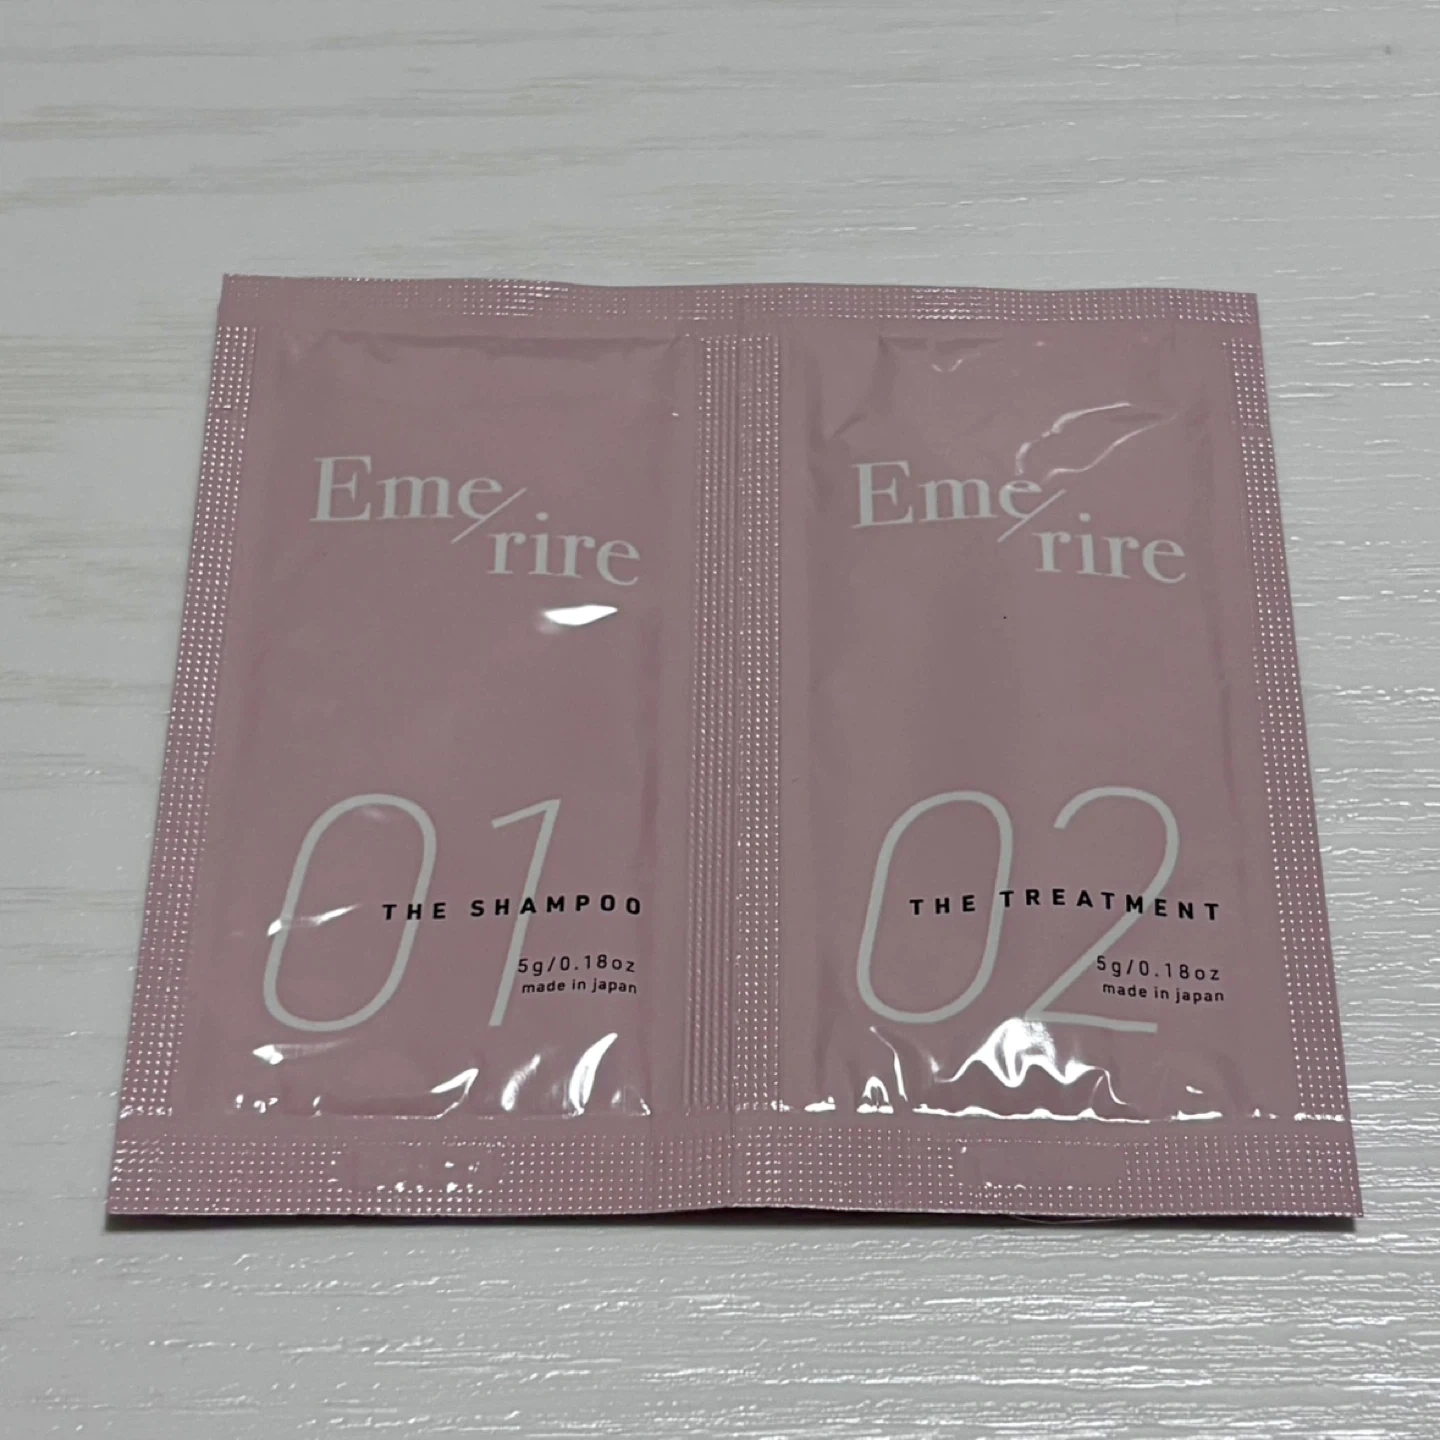 Eme/
rire
01
THE SHAMPOO
5g/0.18oz
made in japan
Eme/
rire
02
THE TREATMENT
5g/0.18oz
made in japan